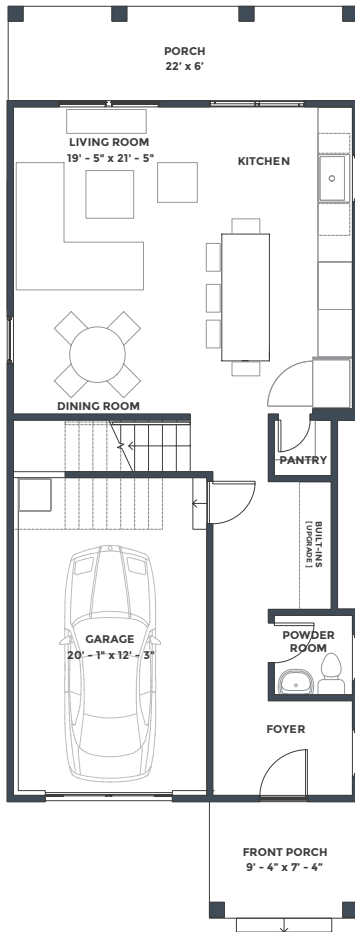 PORCH
22' x 6'
LIVING ROOM
19' - 5" x 21' - 5"
KITCHEN
DINING ROOM
PANTRY
BUILT-INS
[UPGRADE]
POWDER
ROOM
GARAGE
20' - 1" x 12' - 3"
FOYER
FRONT PORCH
9' - 4" x 7' - 4"